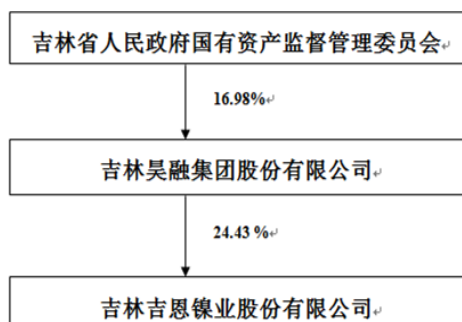 吉林省人民政府国有资产监督管理委员会↵
16.98%↵
吉林昊融集团股份有限公司↵
24.43 %↵
吉林吉恩镍业股份有限公司↵